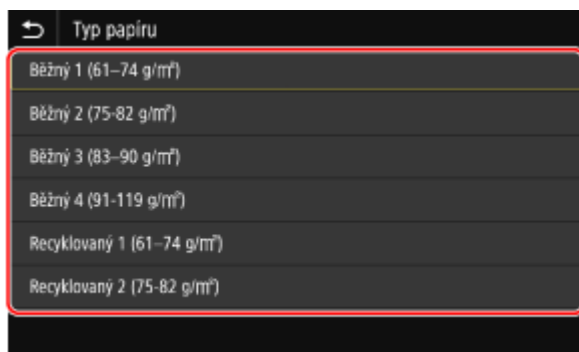 Typ papíru
Běžný 1 (61–74 g/m²)
Běžný 2 (75-82 g/m²)
Běžný 3 (83–90 g/m²)
Běžný 4 (91-119 g/m²)
Recyklovaný 1 (61–74 g/m²)
Recyklovaný 2 (75-82 g/m²)